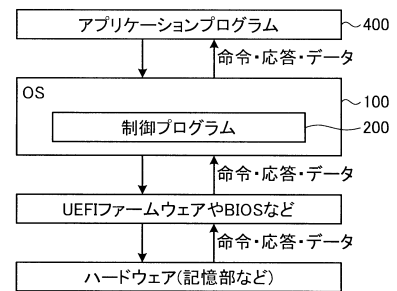 アプリケーションプログラム
400
命令・応答・データ
OS
100
制御プログラム
200
命令・応答・データ
UEFIファームウェアやBIOSなど
命令・応答・データ
ハードウェア(記憶部など)